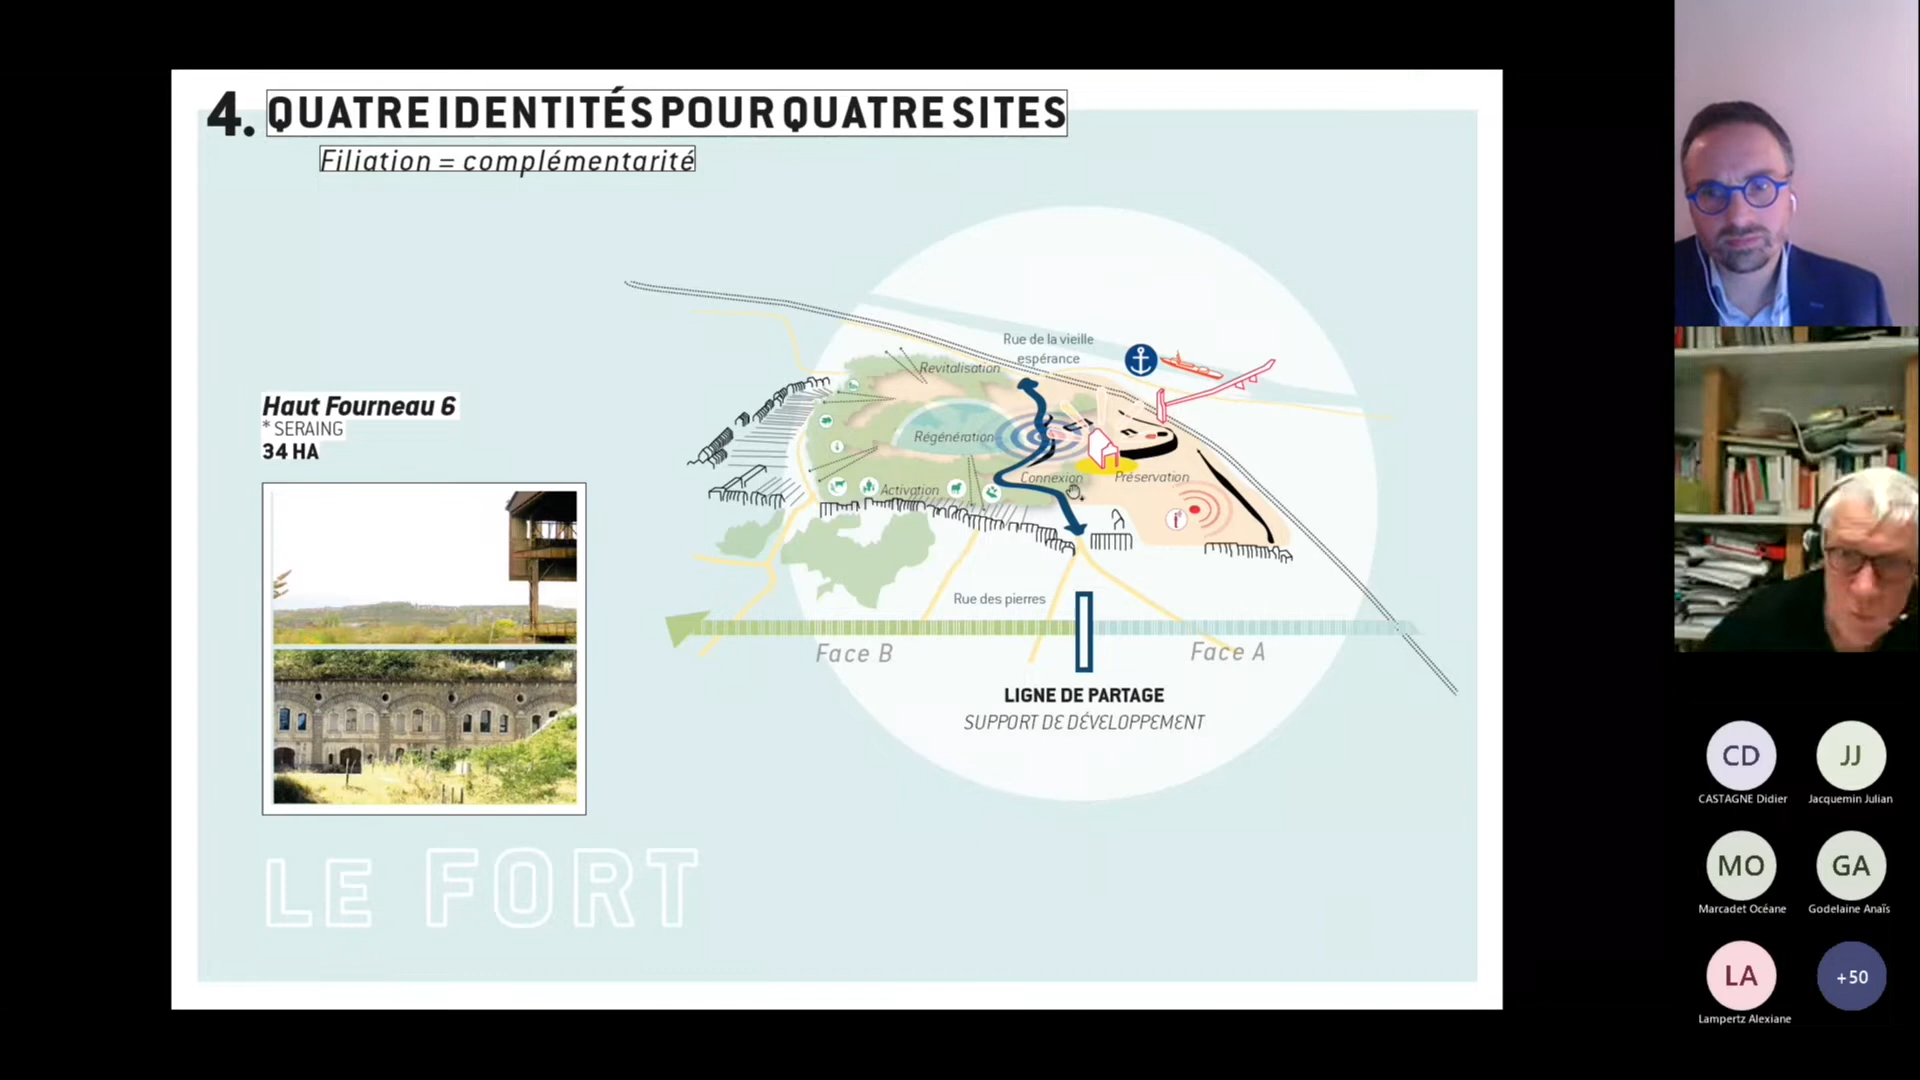 4. QUATRE IDENTITÉS POUR QUATRE SITES
Filiation = complémentarité
Haut Fourneau 6
* SERAING
34 HA
Rue de la vieille
espérance
Revitalisation
Régénération
Connexion
Préservation
Activation
Rue des pierres
Face B
Face A
LIGNE DE PARTAGE
SUPPORT DE DÉVELOPPEMENT
LE FORT
CD
JJ
CASTAGNE Didier
Jacquemin Julian
MO
GA
Marcadet Océane
Godelaine Anaïs
LA
+50
Lampertz Alexiane